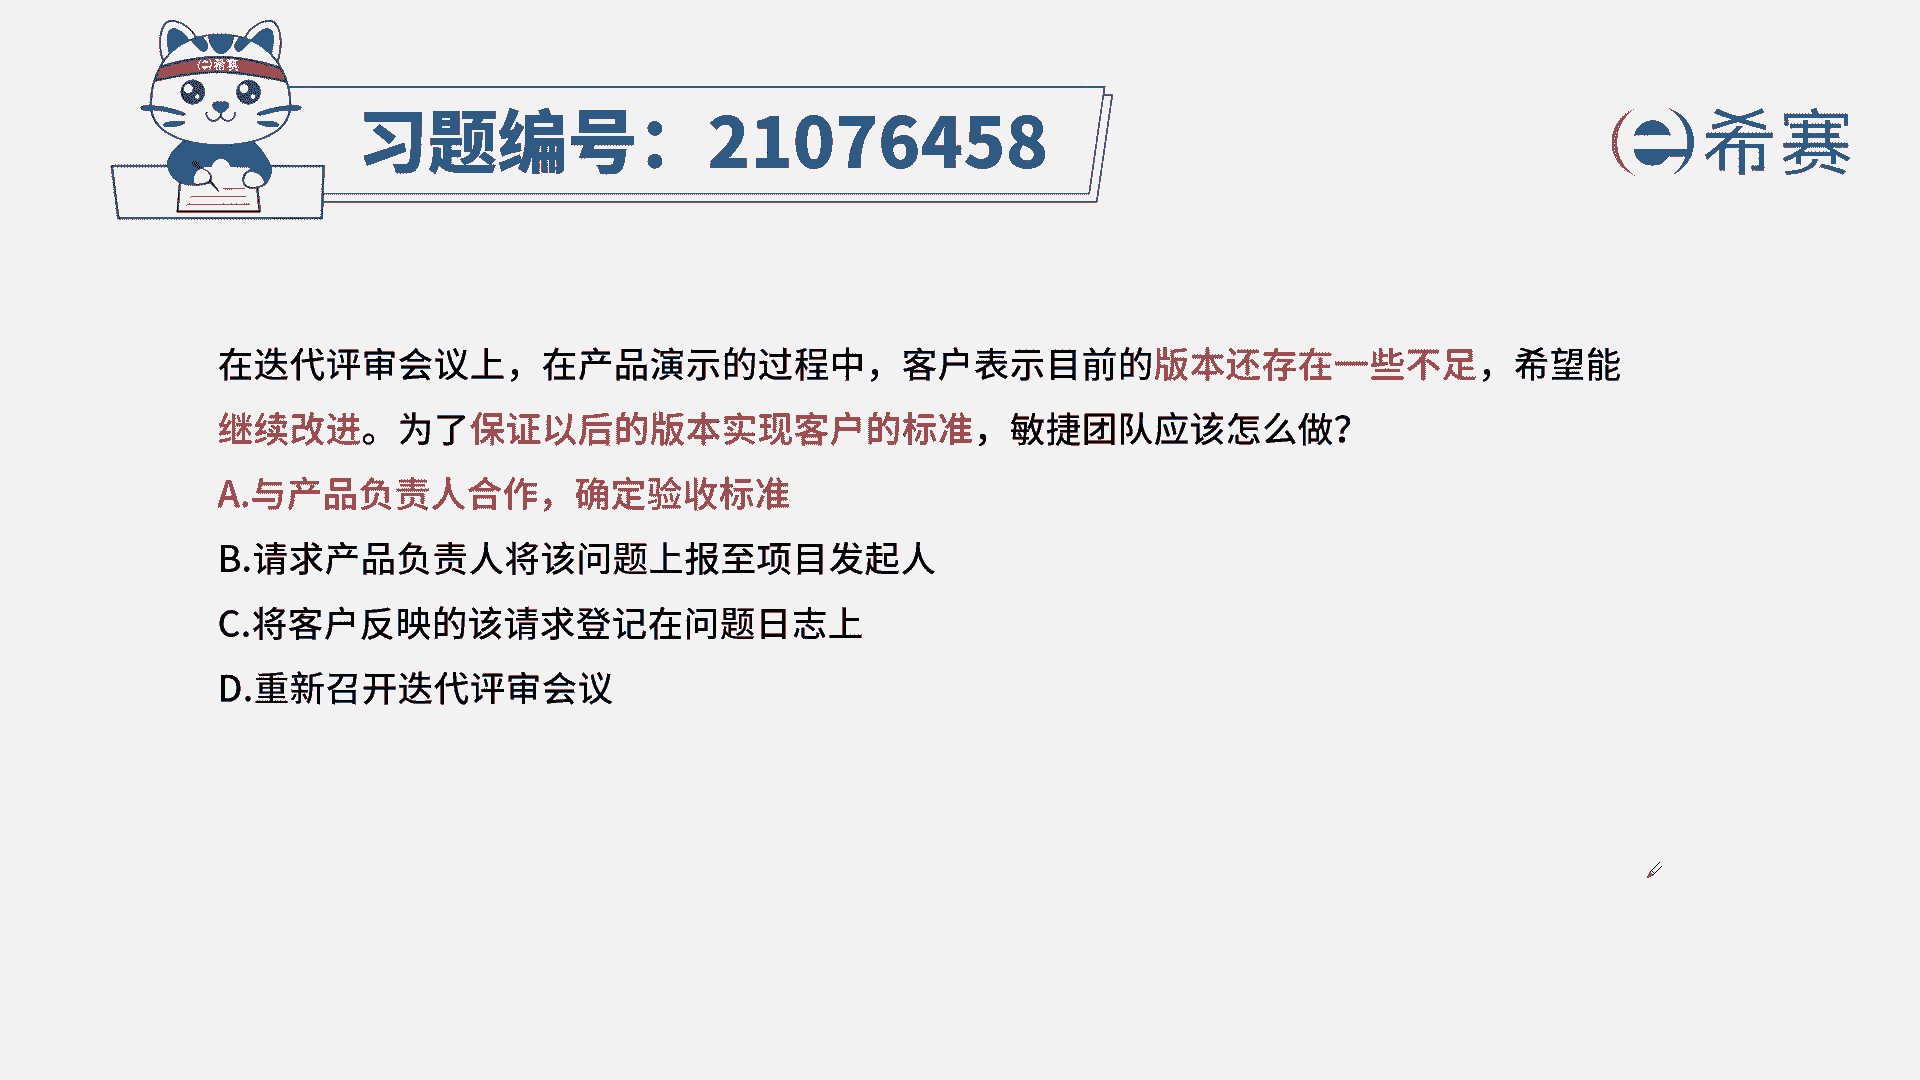 希赛
习题编号：21076458
希赛
在迭代评审会议上，在产品演示的过程中，客户表示目前的版本还存在一些不足，希望能
继续改进。为了保证以后的版本实现客户的标准，敏捷团队应该怎么做？
A.与产品负责人合作，确定验收标准
B.请求产品负责人将该问题上报至项目发起人
C.将客户反映的该请求登记在问题日志上
D.重新召开迭代评审会议